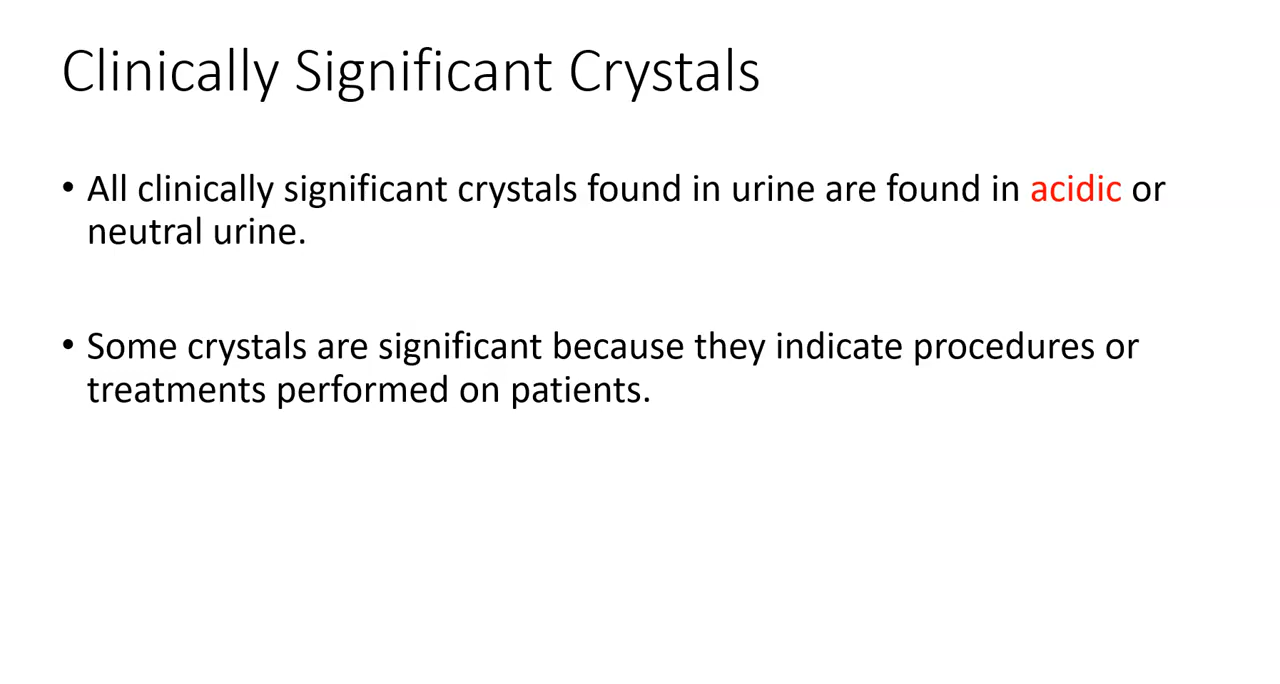 Clinically Significant Crystals
• All clinically significant crystals found in urine are found in acidic or
neutral urine.
• Some crystals are significant because they indicate procedures or
treatments performed on patients.